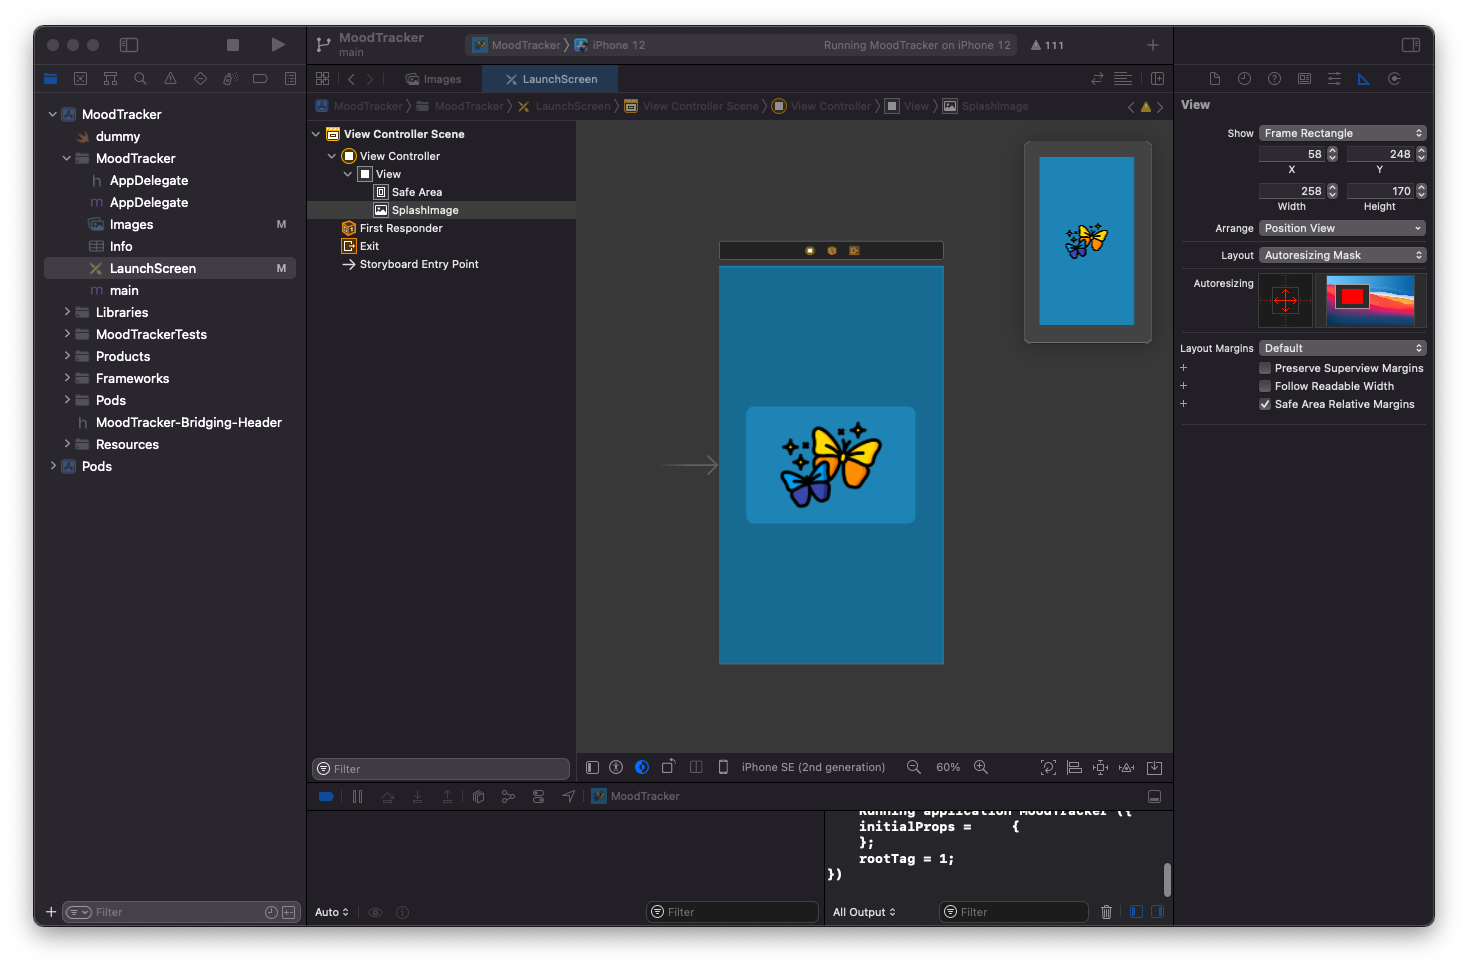 MoodTracker
main
MoodTracker
iPhone 12
Running MoodTracker on iPhone 12
111
Images
LaunchScreen
MoodTracker
MoodTracker
LaunchScreen
View Controller Scene
View Controller
View
SplashImage
MoodTracker
dummy
MoodTracker
h AppDelegate
m AppDelegate
Images M
Info
LaunchScreen M
m main
Libraries
MoodTrackerTests
Products
Frameworks
Pods
h MoodTracker-Bridging-Header
Resources
Pods
Filter
View Controller Scene
View Controller
View
Safe Area
SplashImage
First Responder
Exit
Storyboard Entry Point
Filter
iPhone SE (2nd generation)
60%
MoodTracker
Auto
Filter
Running application MoodTracker ({
initialProps = {
};
rootTag = 1;
})
All Output
Filter
View
Show Frame Rectangle
58 248
X Y
258 170
Width Height
Arrange Position View
Layout Autoresizing Mask
Autoresizing
Layout Margins Default
Preserve Superview Margins
Follow Readable Width
Safe Area Relative Margins